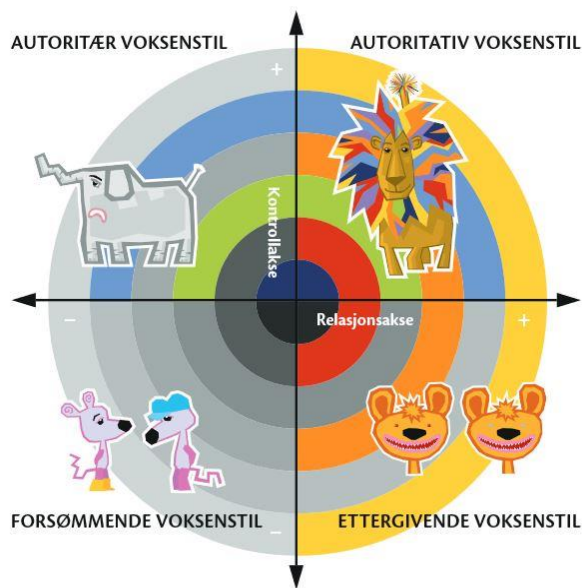 AUTORITÆR VOKSENSTIL
AUTORITATIV VOKSENSTIL
+
Kontrollakse
Relasjonsakse
–
+
FORSØMMENDE VOKSENSTIL
ETTERGIVENDE VOKSENSTIL
–